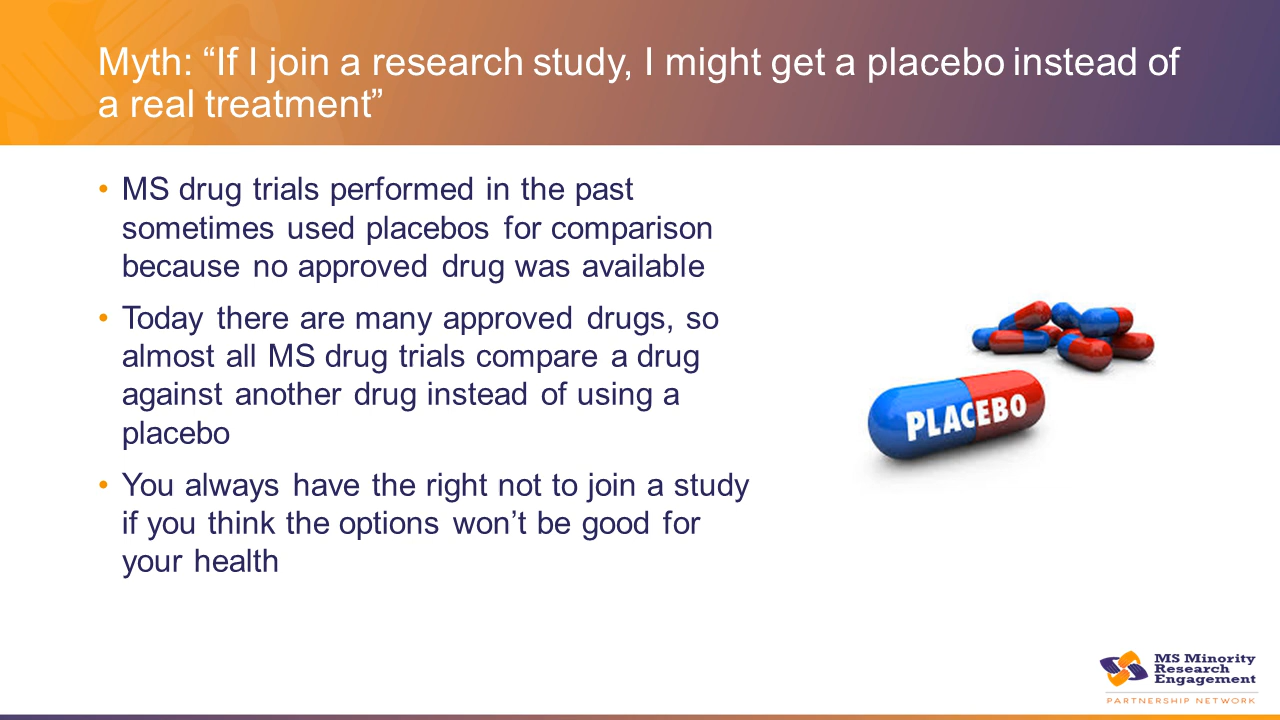 Myth: “If I join a research study, I might get a placebo instead of
a real treatment”
• MS drug trials performed in the past
sometimes used placebos for comparison
because no approved drug was available
• Today there are many approved drugs, so
almost all MS drug trials compare a drug
against another drug instead of using a
placebo
• You always have the right not to join a study
if you think the options won’t be good for
your health
PLACEBO
MS Minority
Research
Engagement
PARTNERSHIP NETWORK